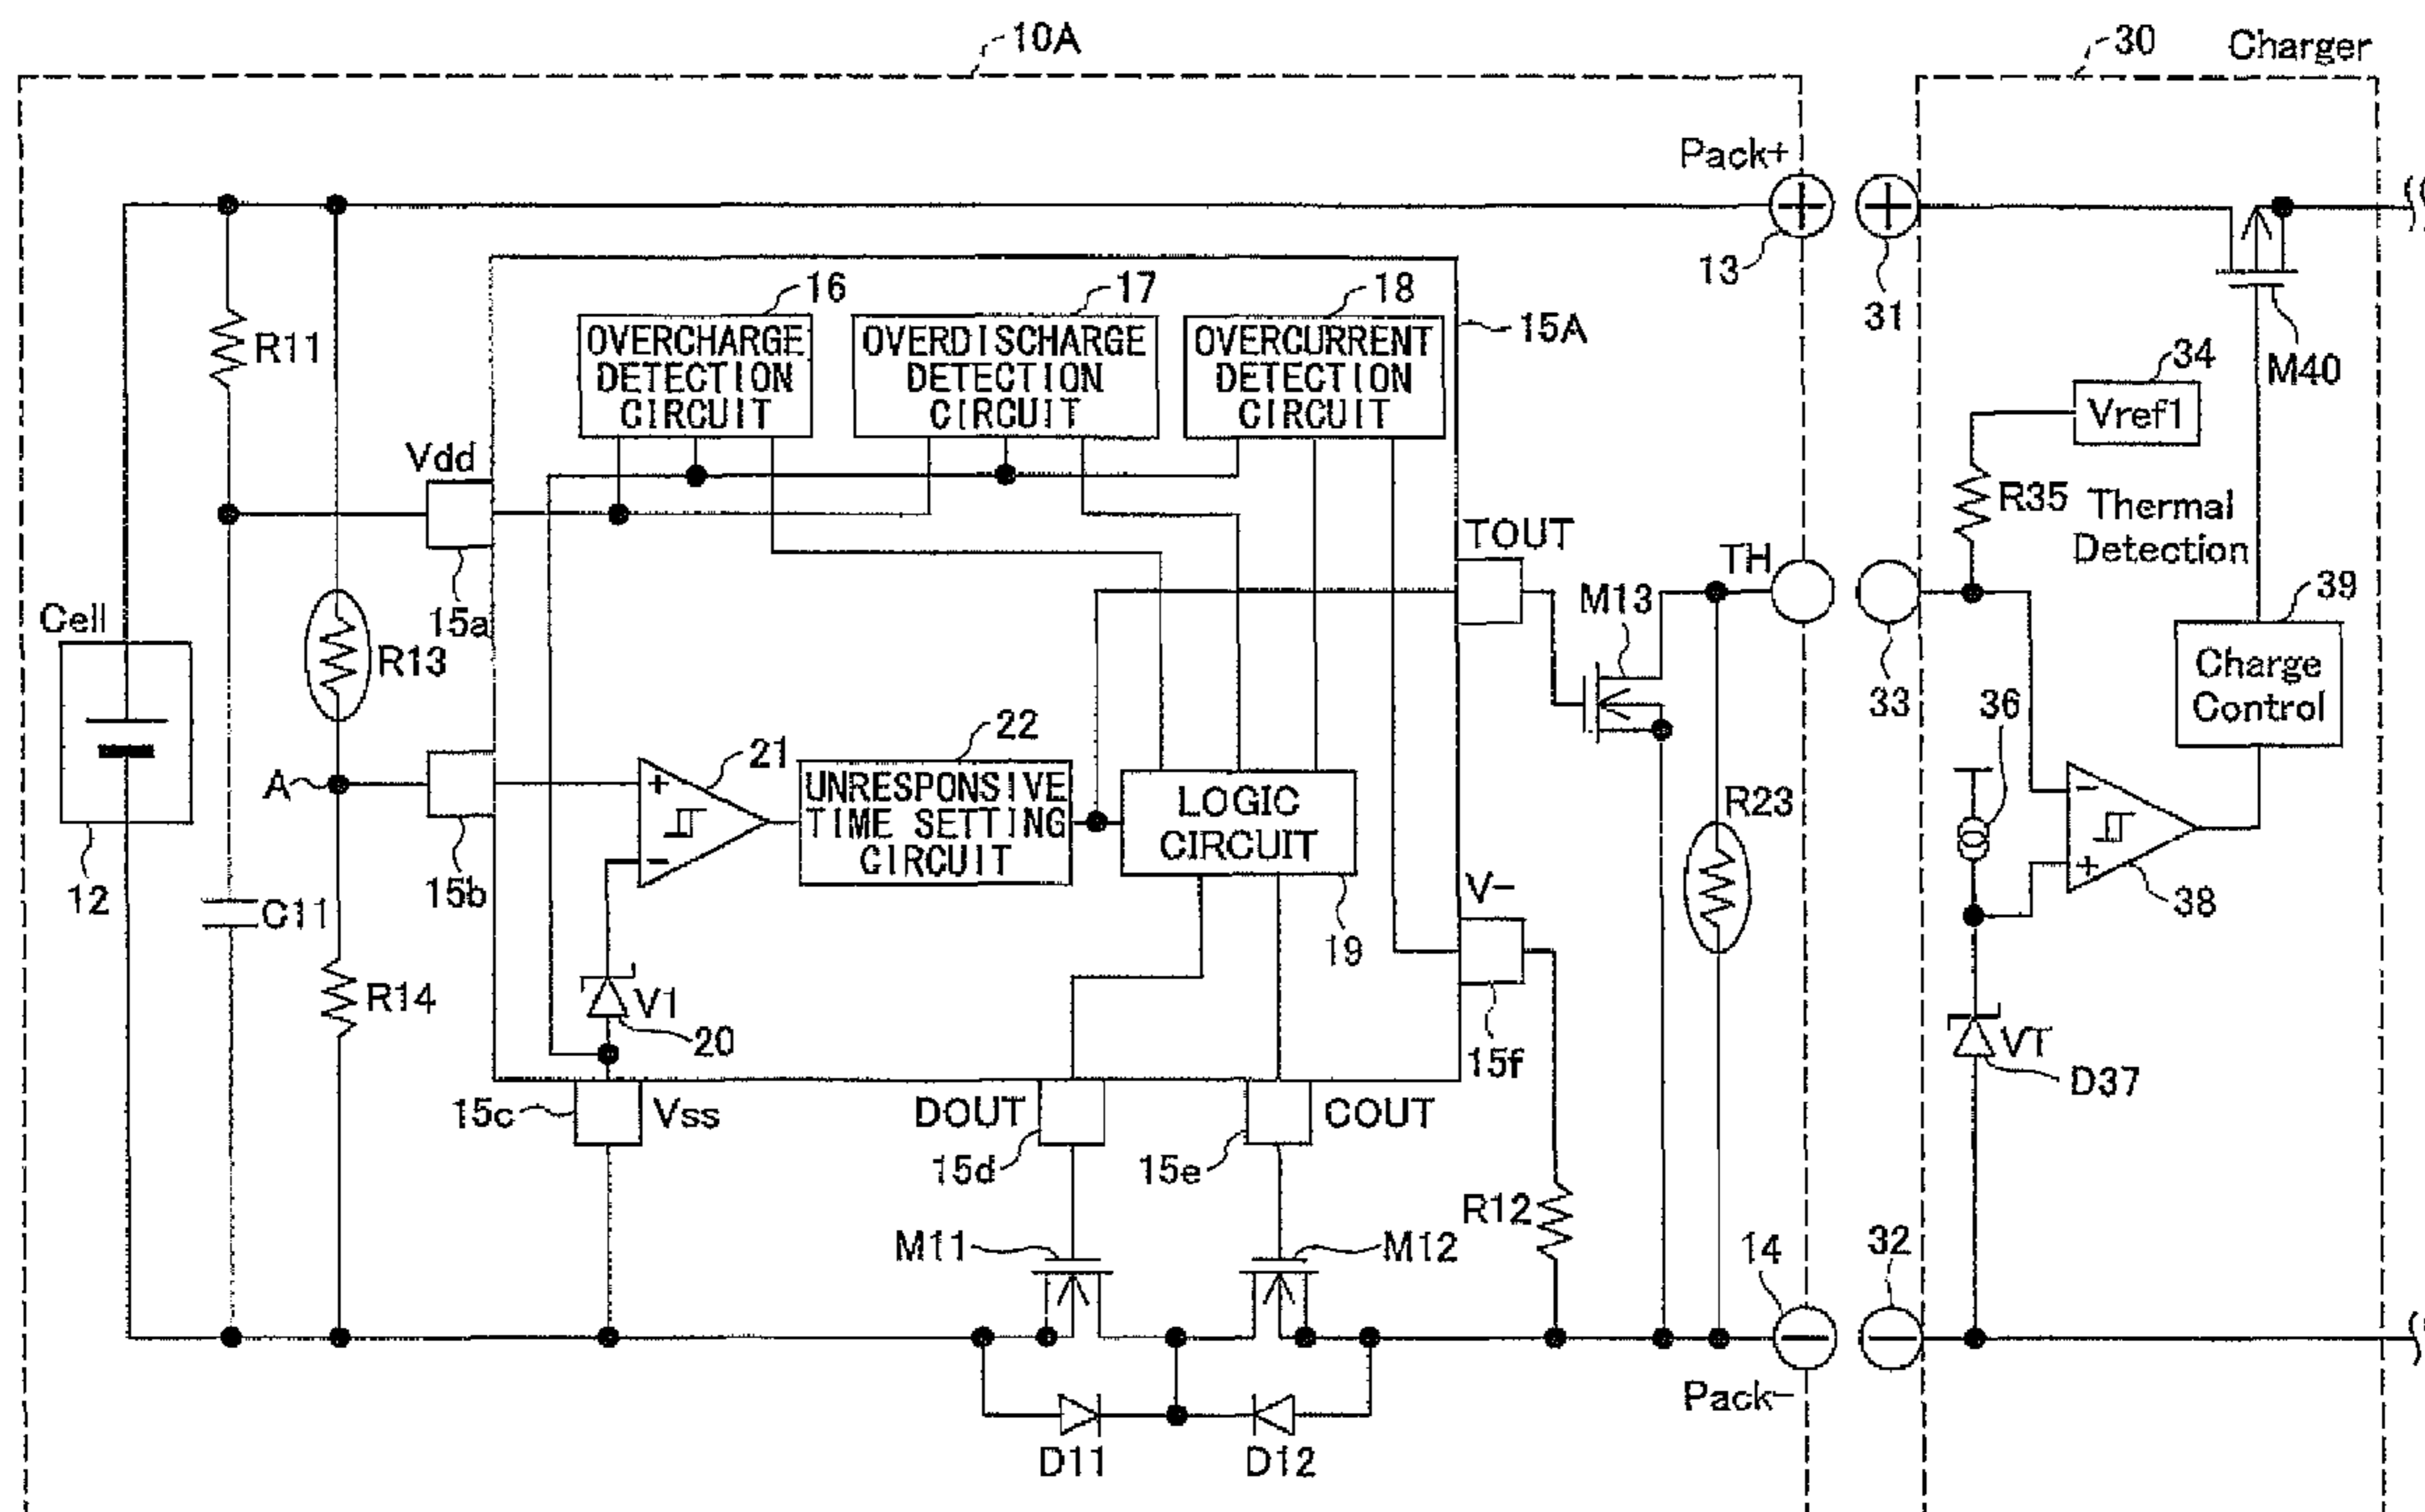 10A
30 Charger
Pack+
13
31
M40
R11
16
17
18
15A
OVERCHARGE
DETECTION
CIRCUIT
OVERDISCHARGE
DETECTION
CIRCUIT
OVERCURRENT
DETECTION
CIRCUIT
34
Vref1
Vdd
15a
R35
Thermal
Detection
TOUT
TH
M13
33
39
Charge
Control
Cell
R13
12
A
15b
21
22
UNRESPONSIVE
TIME SETTING
CIRCUIT
LOGIC
CIRCUIT
19
R23
36
+
-
-
+
38
C11
R14
V1
20
V-
15f
VT
D37
15c
Vss
DOUT
15d
15e
COUT
M11
M12
R12
14
32
Pack-
D11
D12